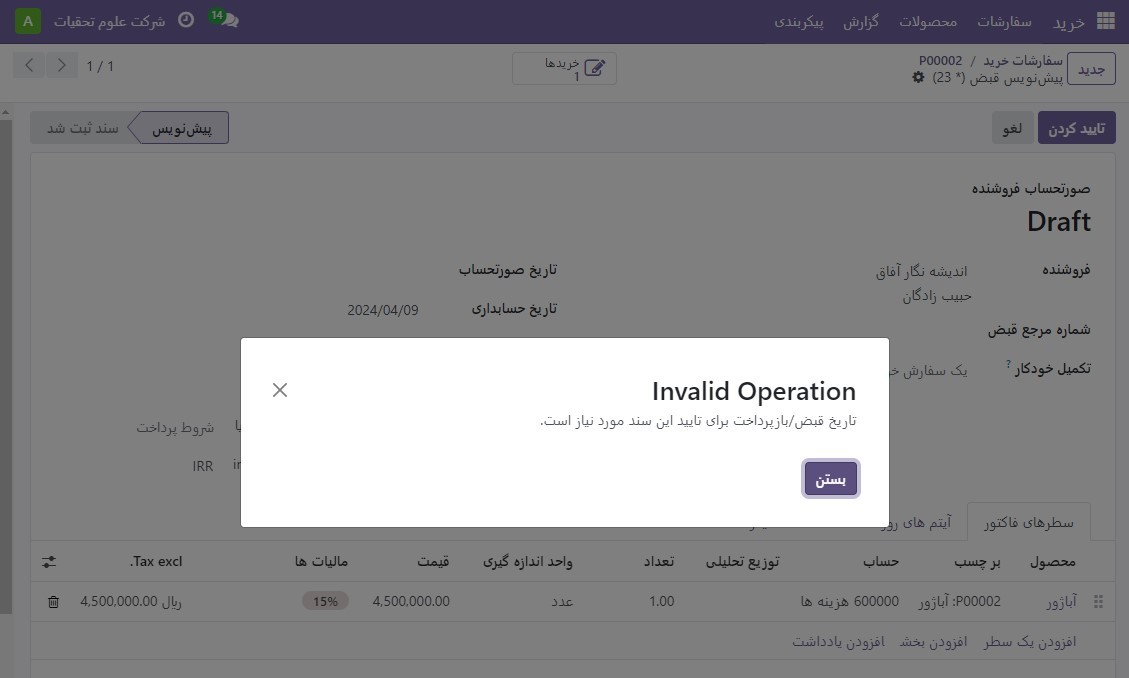 خرید سفارشات محصولات گزارش پیکربندی
14 شرکت علوم تحقیات A
جدید
سفارشات خرید / P00002
پیش‌نویس قبض (* 23)
خریدها
1
1 / 1
تایید کردن لغو
پیش‌نویس سند ثبت شد
صورتحساب فروشنده
Draft
فروشنده
اندیشه نگار آفاق
حبیب زادگان
تاریخ صورتحساب
تاریخ حسابداری 2024/04/09
شماره مرجع قبض
تکمیل خودکار ? یک سفارش
شروط پرداخت
IRR
Invalid Operation
تاریخ قبض/بازپرداخت برای تایید این سند مورد نیاز است.
بستن
سطرهای فاکتور آیتم های
محصول بر چسب حساب توزیع تحلیلی تعداد واحد اندازه گیری قیمت مالیات ها Tax excl.
آباژور P00002: آباژور 600000 هزینه ها 1.00 عدد 4,500,000.00 15% 4,500,000.00 ریال
افزودن یک سطر افزودن بخش افزودن یادداشت